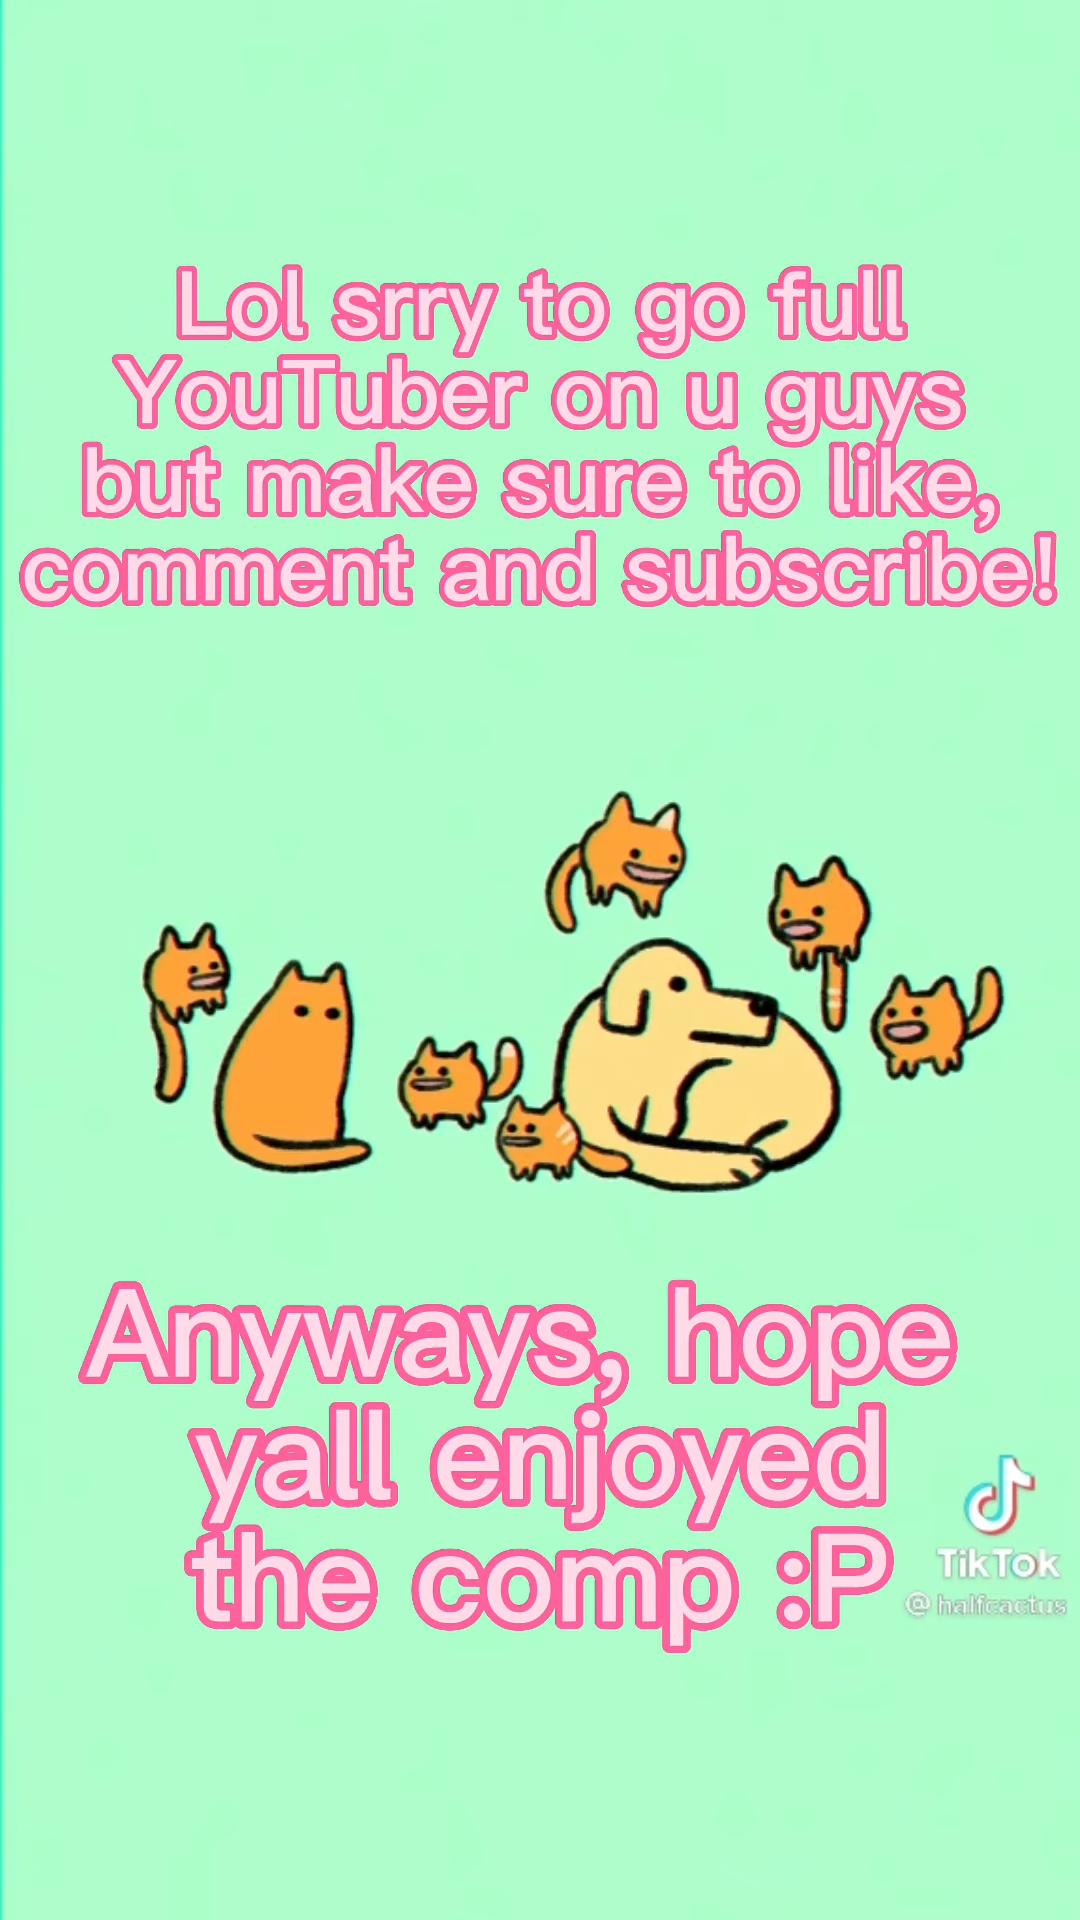 Lol srry to go full
YouTuber on u guys
but make sure to like,
comment and subscribe!
Anyways, hope
yall enjoyed
the comp :P
TikTok
@halfcactus